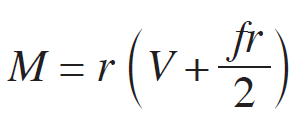 M = r ( V + fr/2 )